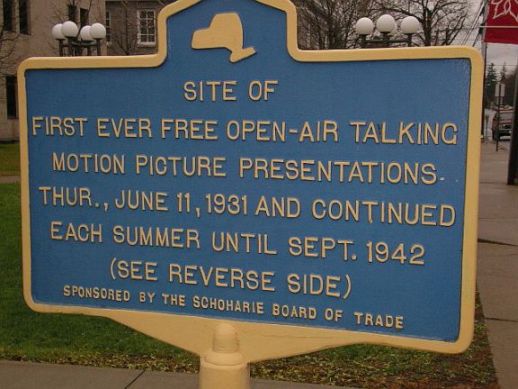 SITE OF
FIRST EVER FREE OPEN-AIR TALKING
MOTION PICTURE PRESENTATIONS.
THUR., JUNE 11, 1931 AND CONTINUED
EACH SUMMER UNTIL SEPT. 1942
(SEE REVERSE SIDE)
SPONSORED BY THE SCHOHARIE BOARD OF TRADE